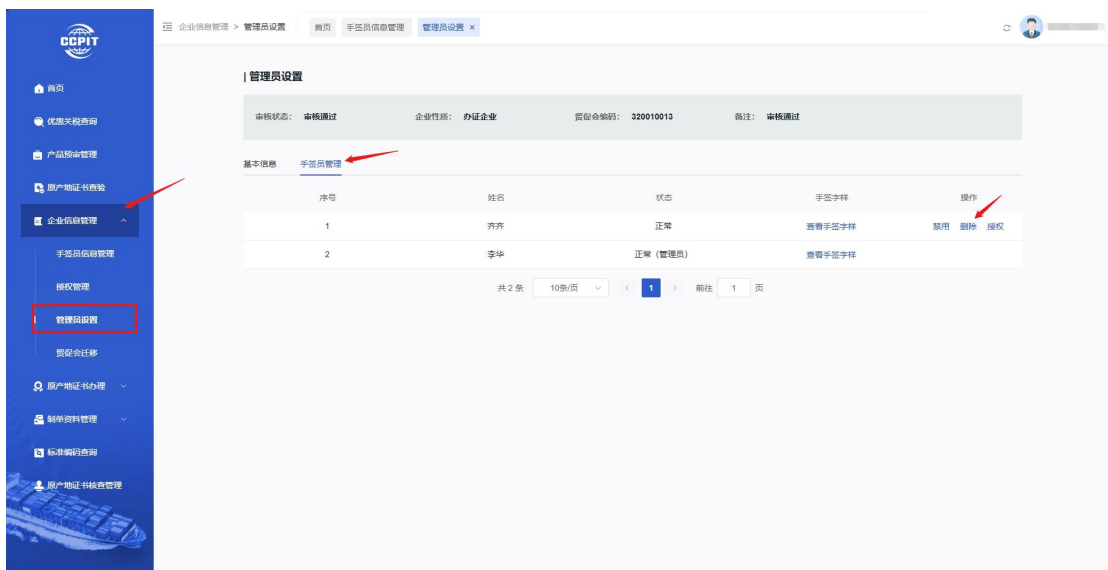 CCPIT
企业信息管理 > 管理员设置 首页 手签员信息管理 管理员设置 ×
首页
优惠关税查询
产品预审管理
原产地证书查验
企业信息管理
手签员信息管理
授权管理
管理员设置
贸促会迁移
原产地证书办理
制单资料管理
标准编码查询
原产地证书核查管理
管理员设置
审核状态: 审核通过 企业性质: 办证企业 贸促会编码: 320010013 备注: 审核通过
基本信息 手签员管理
序号 姓名 状态 手签字样 操作
1 齐齐 正常 查看手签字样 禁用 删除 授权
2 李华 正常（管理员） 查看手签字样
共 2 条 10条/页 < 1 > 前往 1 页